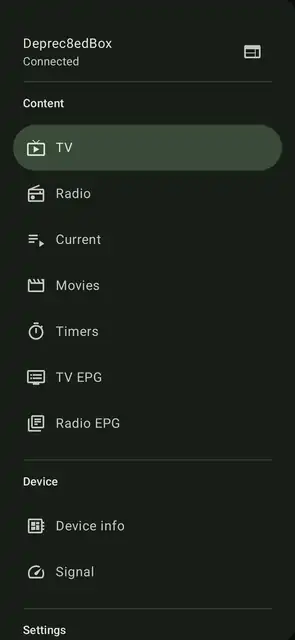 Deprec8edBox
Connected
Content
TV
Radio
Current
Movies
Timers
TV EPG
Radio EPG
Device
Device info
Signal
Settings